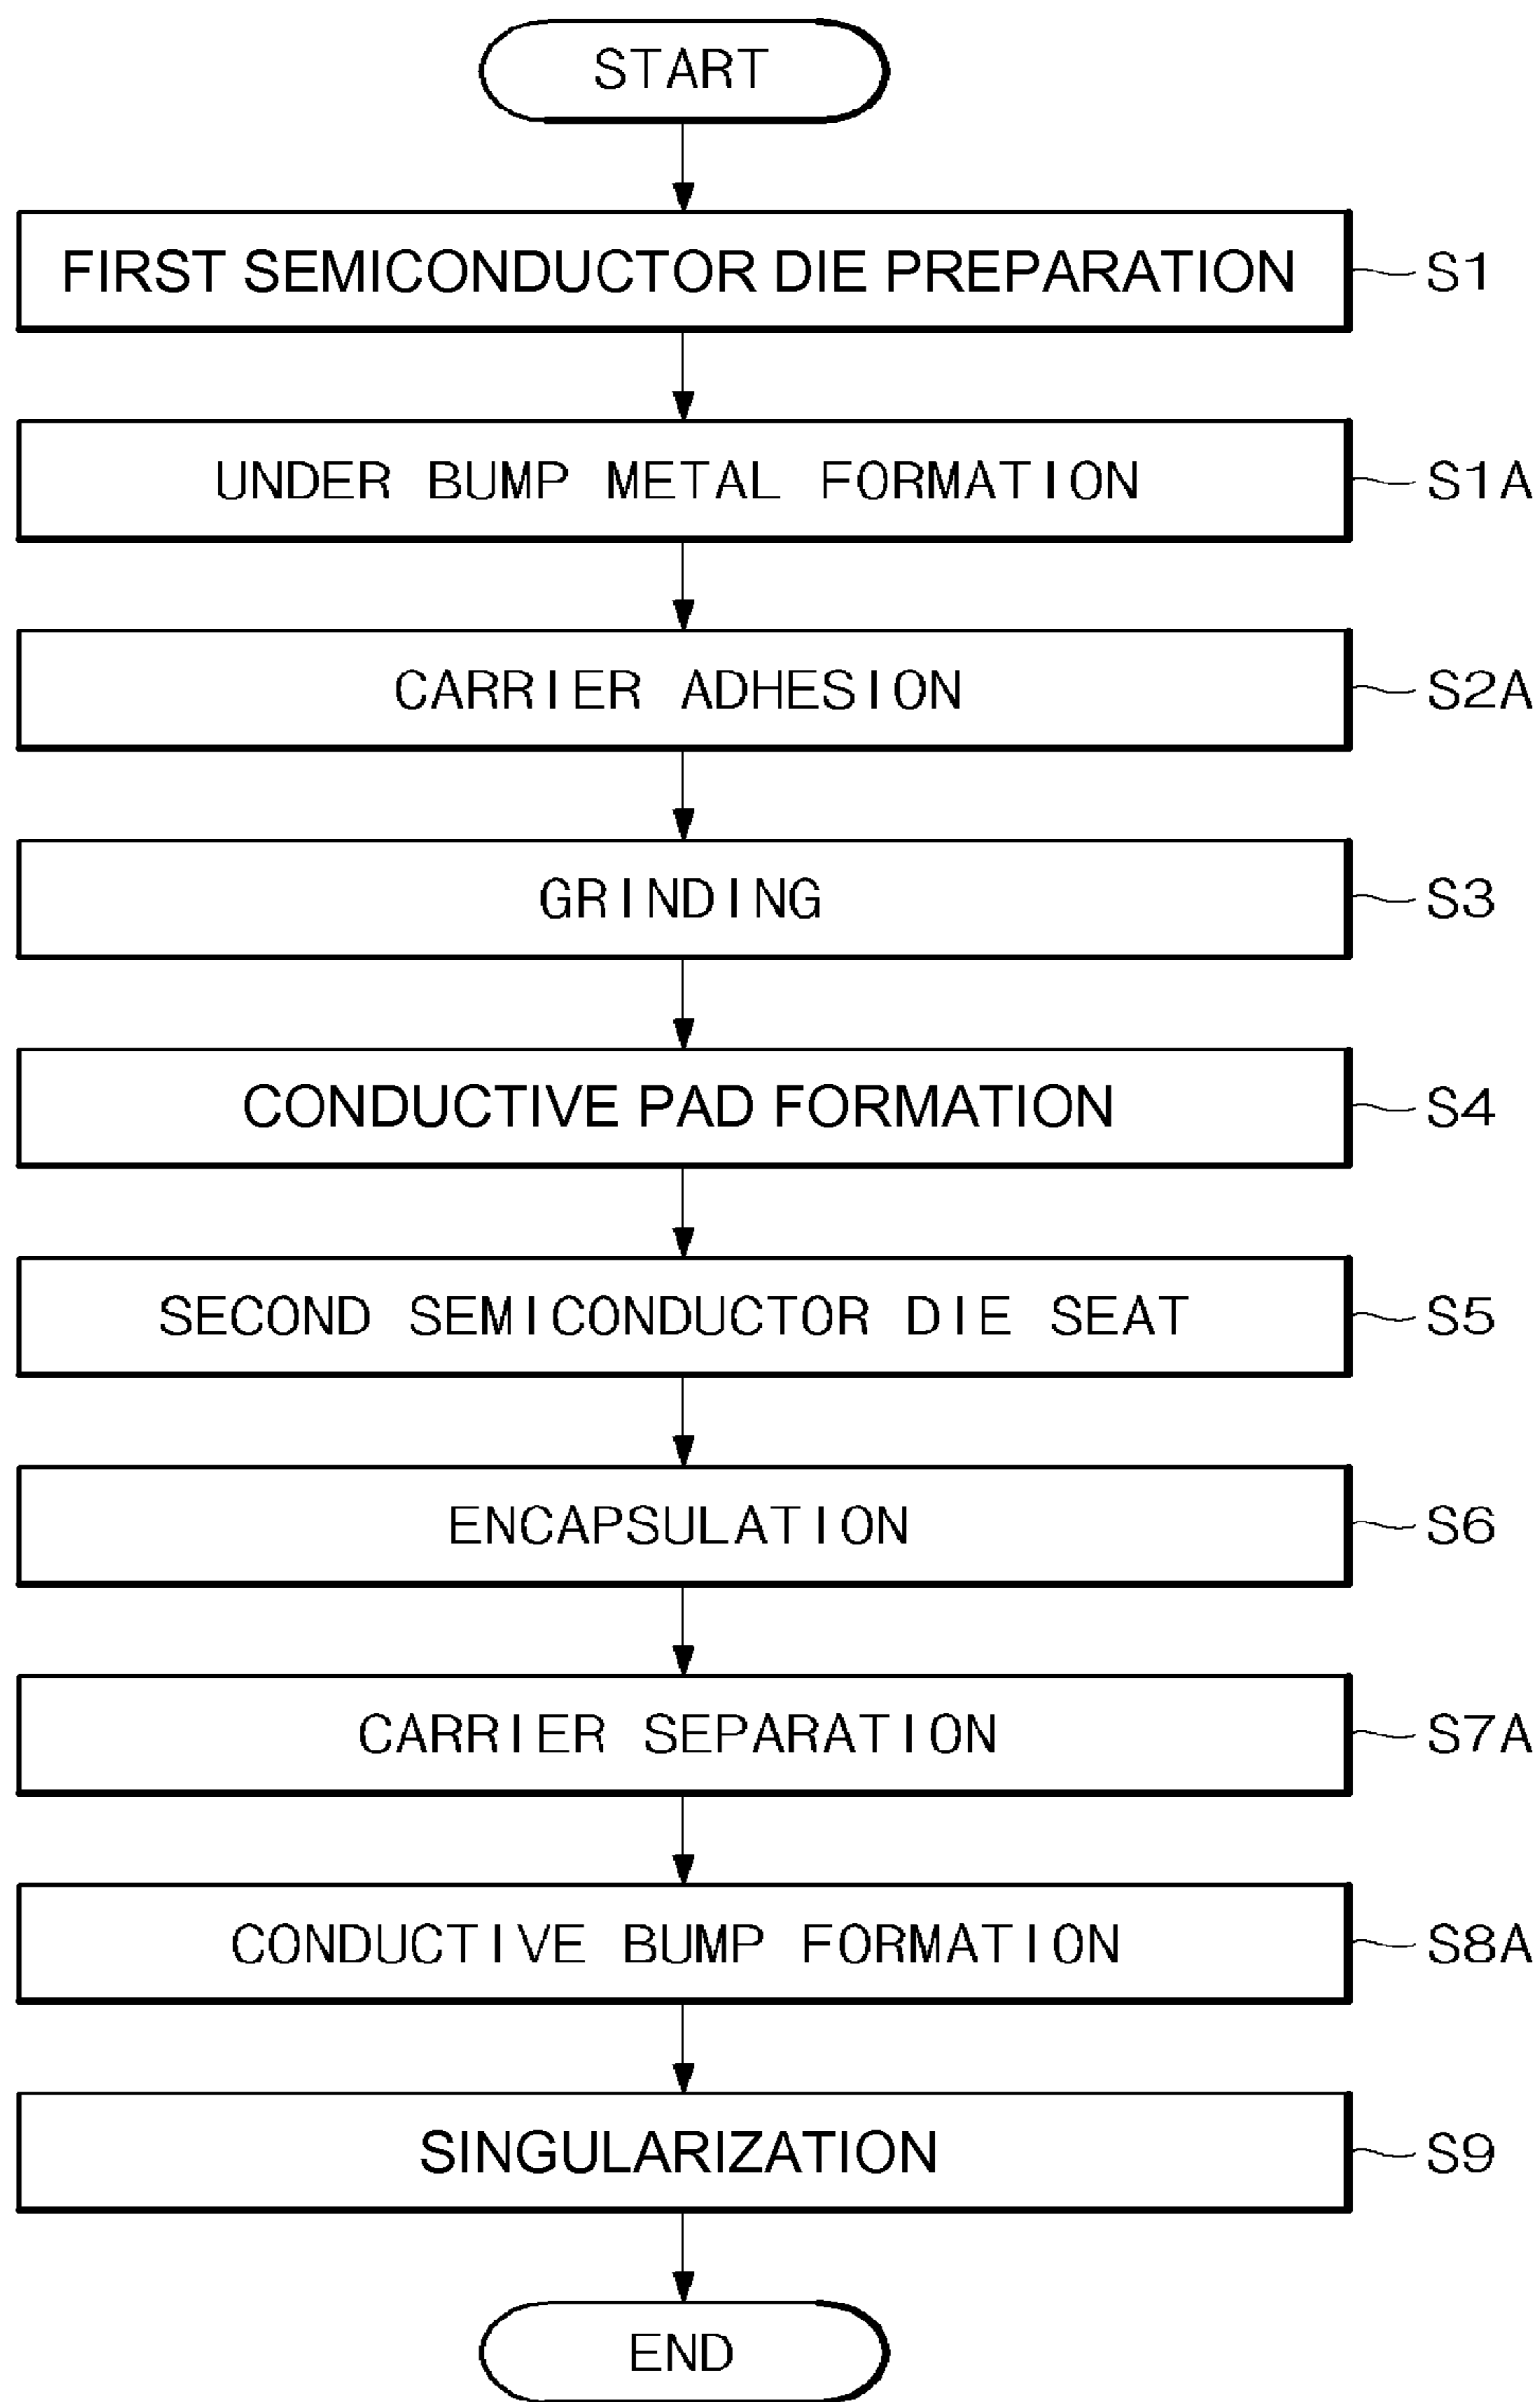 START
FIRST SEMICONDUCTOR DIE PREPARATION S1
UNDER BUMP METAL FORMATION S1A
CARRIER ADHESION S2A
GRINDING S3
CONDUCTIVE PAD FORMATION S4
SECOND SEMICONDUCTOR DIE SEAT S5
ENCAPSULATION S6
CARRIER SEPARATION S7A
CONDUCTIVE BUMP FORMATION S8A
SINGULARIZATION S9
END